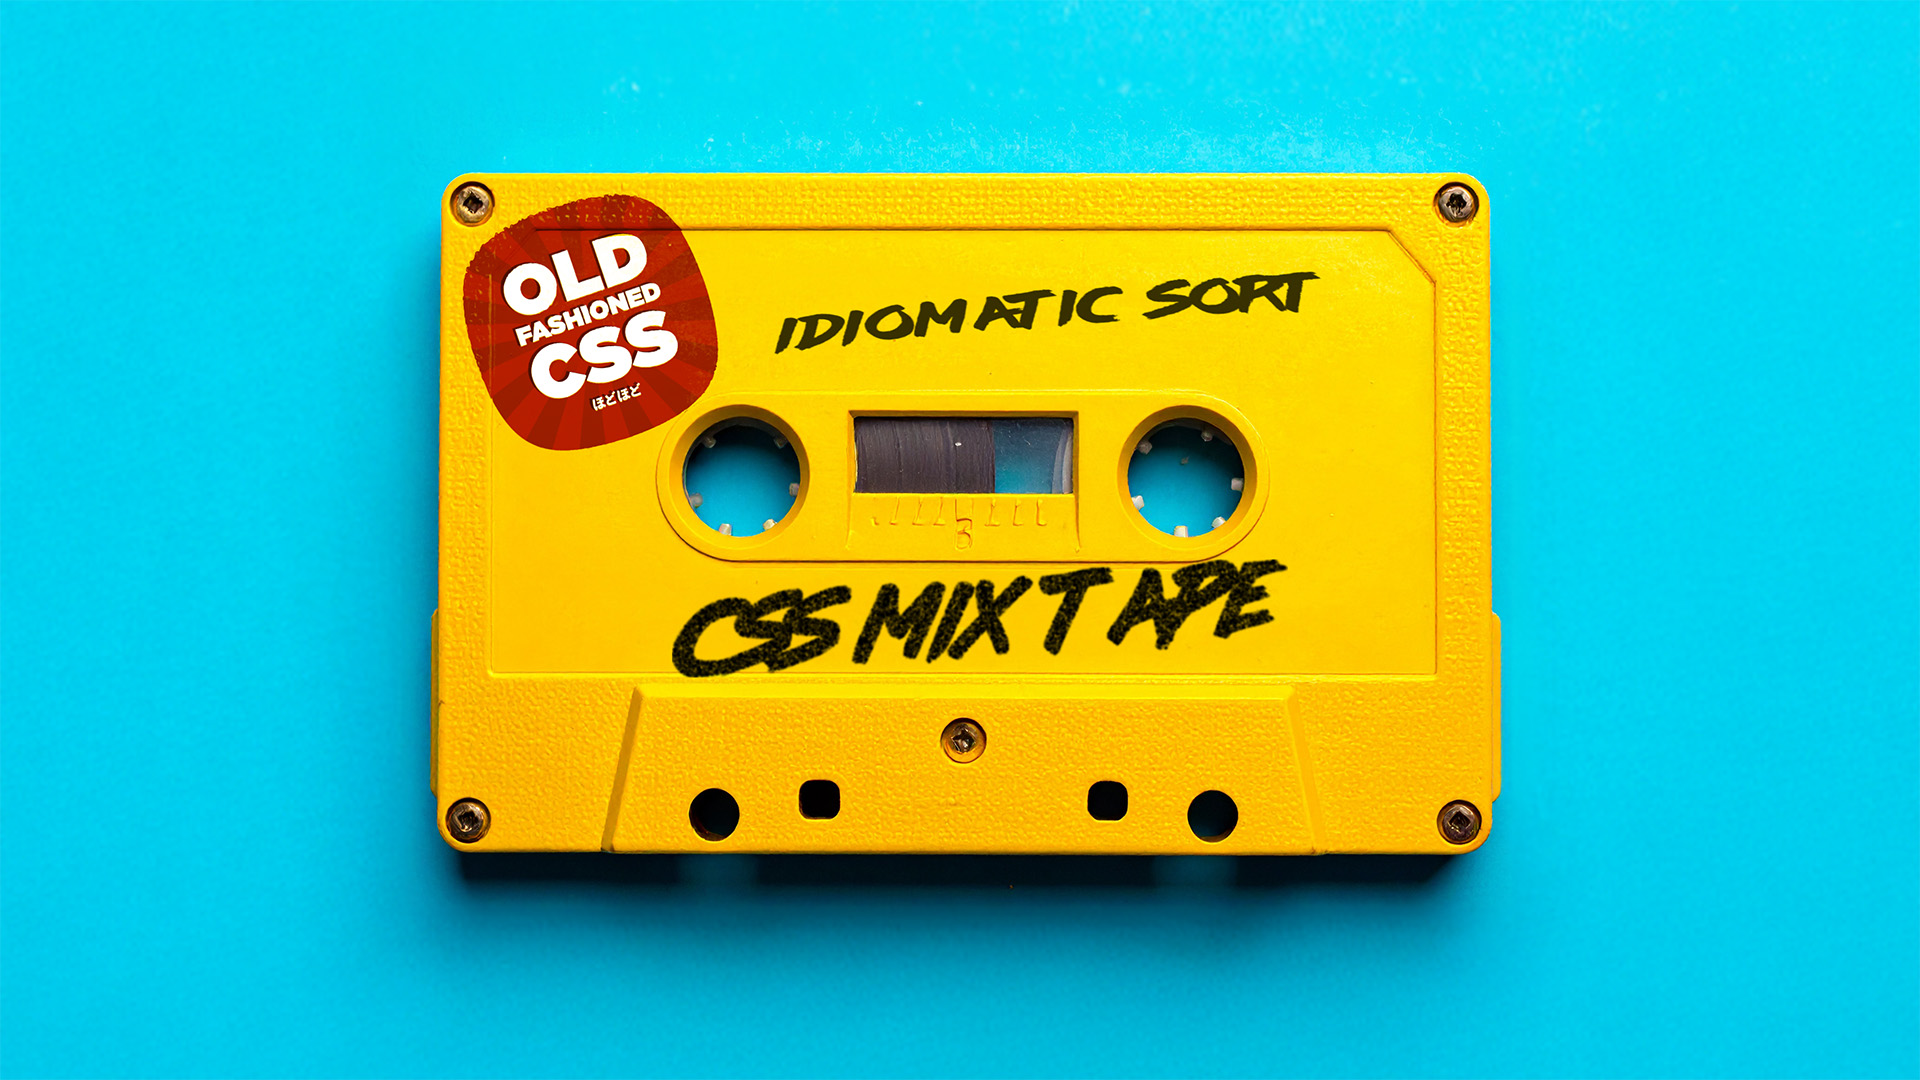 OLD
FASHIONED
CSS
ほどほど
IDIOMATIC SORT
CSS MIXTAPE